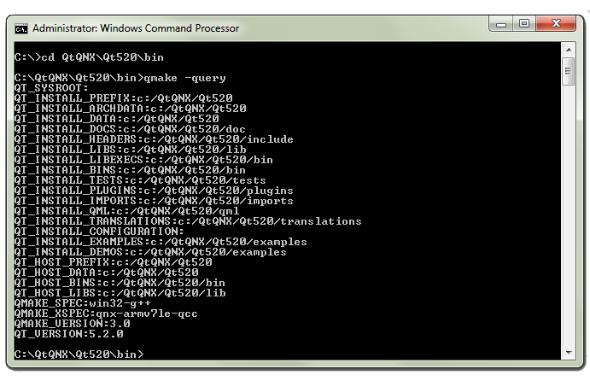 Administrator: Windows Command Processor
C:\>cd QtQNX\Qt520\bin
C:\QtQNX\Qt520\bin>qmake -query
QT_SYSROOT:
QT_INSTALL_PREFIX:c:/QtQNX/Qt520
QT_INSTALL_ARCHDATA:c:/QtQNX/Qt520
QT_INSTALL_DATA:c:/QtQNX/Qt520
QT_INSTALL_DOCS:c:/QtQNX/Qt520/doc
QT_INSTALL_HEADERS:c:/QtQNX/Qt520/include
QT_INSTALL_LIBS:c:/QtQNX/Qt520/lib
QT_INSTALL_LIBEXECS:c:/QtQNX/Qt520/bin
QT_INSTALL_BINS:c:/QtQNX/Qt520/bin
QT_INSTALL_TESTS:c:/QtQNX/Qt520/tests
QT_INSTALL_PLUGINS:c:/QtQNX/Qt520/plugins
QT_INSTALL_IMPORTS:c:/QtQNX/Qt520/imports
QT_INSTALL_QML:c:/QtQNX/Qt520/qml
QT_INSTALL_TRANSLATIONS:c:/QtQNX/Qt520/translations
QT_INSTALL_CONFIGURATION:
QT_INSTALL_EXAMPLES:c:/QtQNX/Qt520/examples
QT_INSTALL_DEMOS:c:/QtQNX/Qt520/examples
QT_HOST_PREFIX:c:/QtQNX/Qt520
QT_HOST_DATA:c:/QtQNX/Qt520
QT_HOST_BINS:c:/QtQNX/Qt520/bin
QT_HOST_LIBS:c:/QtQNX/Qt520/lib
QMAKE_SPEC:win32-g++
QMAKE_XSPEC:qnx-armv7le-qcc
QMAKE_VERSION:3.0
QT_VERSION:5.2.0
C:\QtQNX\Qt520\bin>